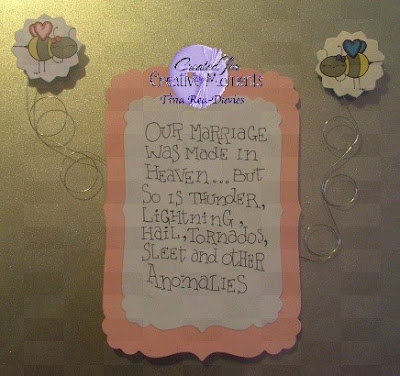 Created for
Creative Moments
Tina Rea-Divines
OUR MARRIAGE
WAS MADE IN
HEAVEN... BUT
SO IS THUNDER,
LIGHTNING,
HAIL, TORNADOS,
SLEET and OTHER
ANOMALIES